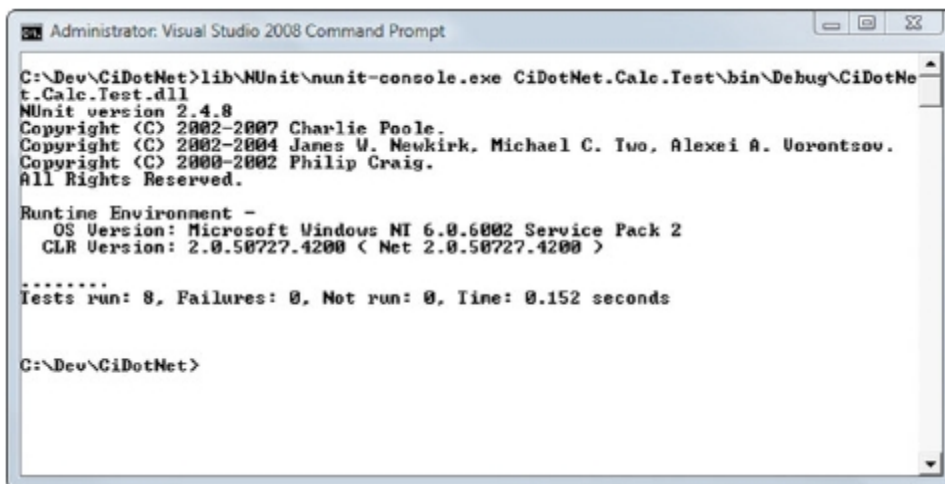 Administrator: Visual Studio 2008 Command Prompt
C:\Dev\CiDotNet>lib\NUnit\nunit-console.exe CiDotNet.Calc.Test\bin\Debug\CiDotNe
t.Calc.Test.dll
NUnit version 2.4.8
Copyright (C) 2002-2007 Charlie Poole.
Copyright (C) 2002-2004 James W. Newkirk, Michael C. Two, Alexei A. Vorontsov.
Copyright (C) 2000-2002 Philip Craig.
All Rights Reserved.
Runtime Environment -
OS Version: Microsoft Windows NT 6.0.6002 Service Pack 2
CLR Version: 2.0.50727.4200 ( Net 2.0.50727.4200 )
........
Tests run: 8, Failures: 0, Not run: 0, Time: 0.152 seconds
C:\Dev\CiDotNet>